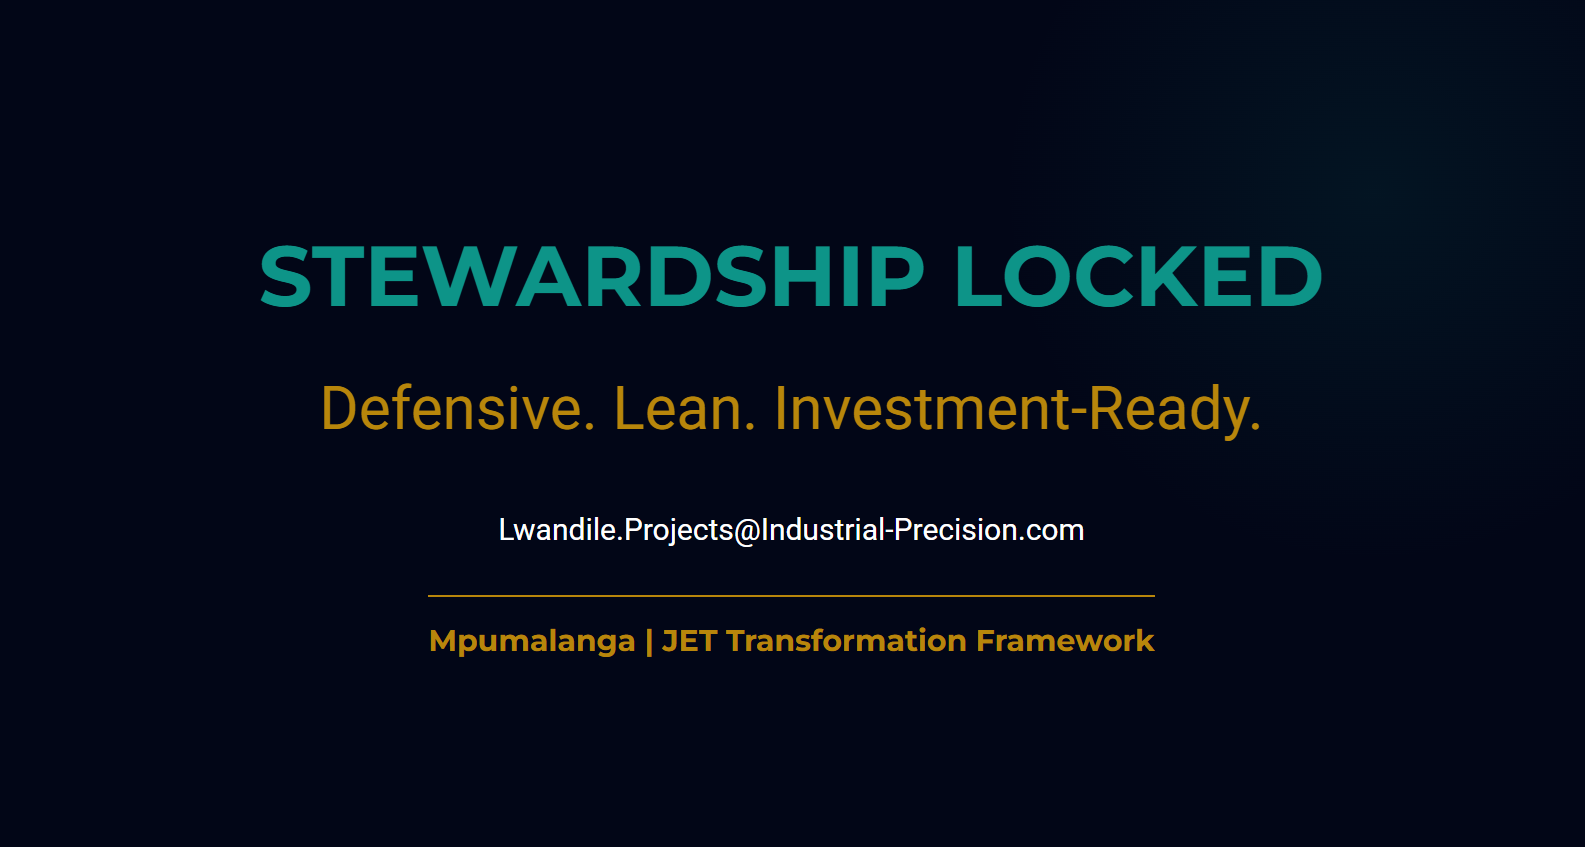 STEWARDSHIP LOCKED
Defensive. Lean. Investment-Ready.
Lwandile.Projects@Industrial-Precision.com
Mpumalanga | JET Transformation Framework